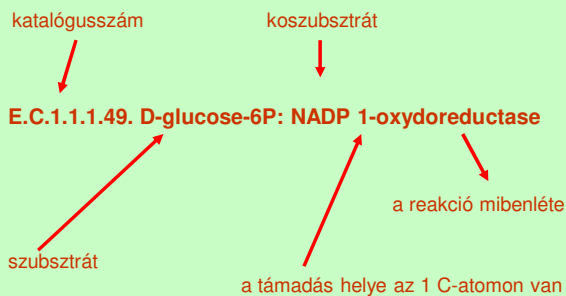 katalógusszám
koszubsztrát
E.C.1.1.1.49. D-glucose-6P: NADP 1-oxydoreductase
a reakció mibenléte
szubsztrát
a támadás helye az 1 C-atomon van